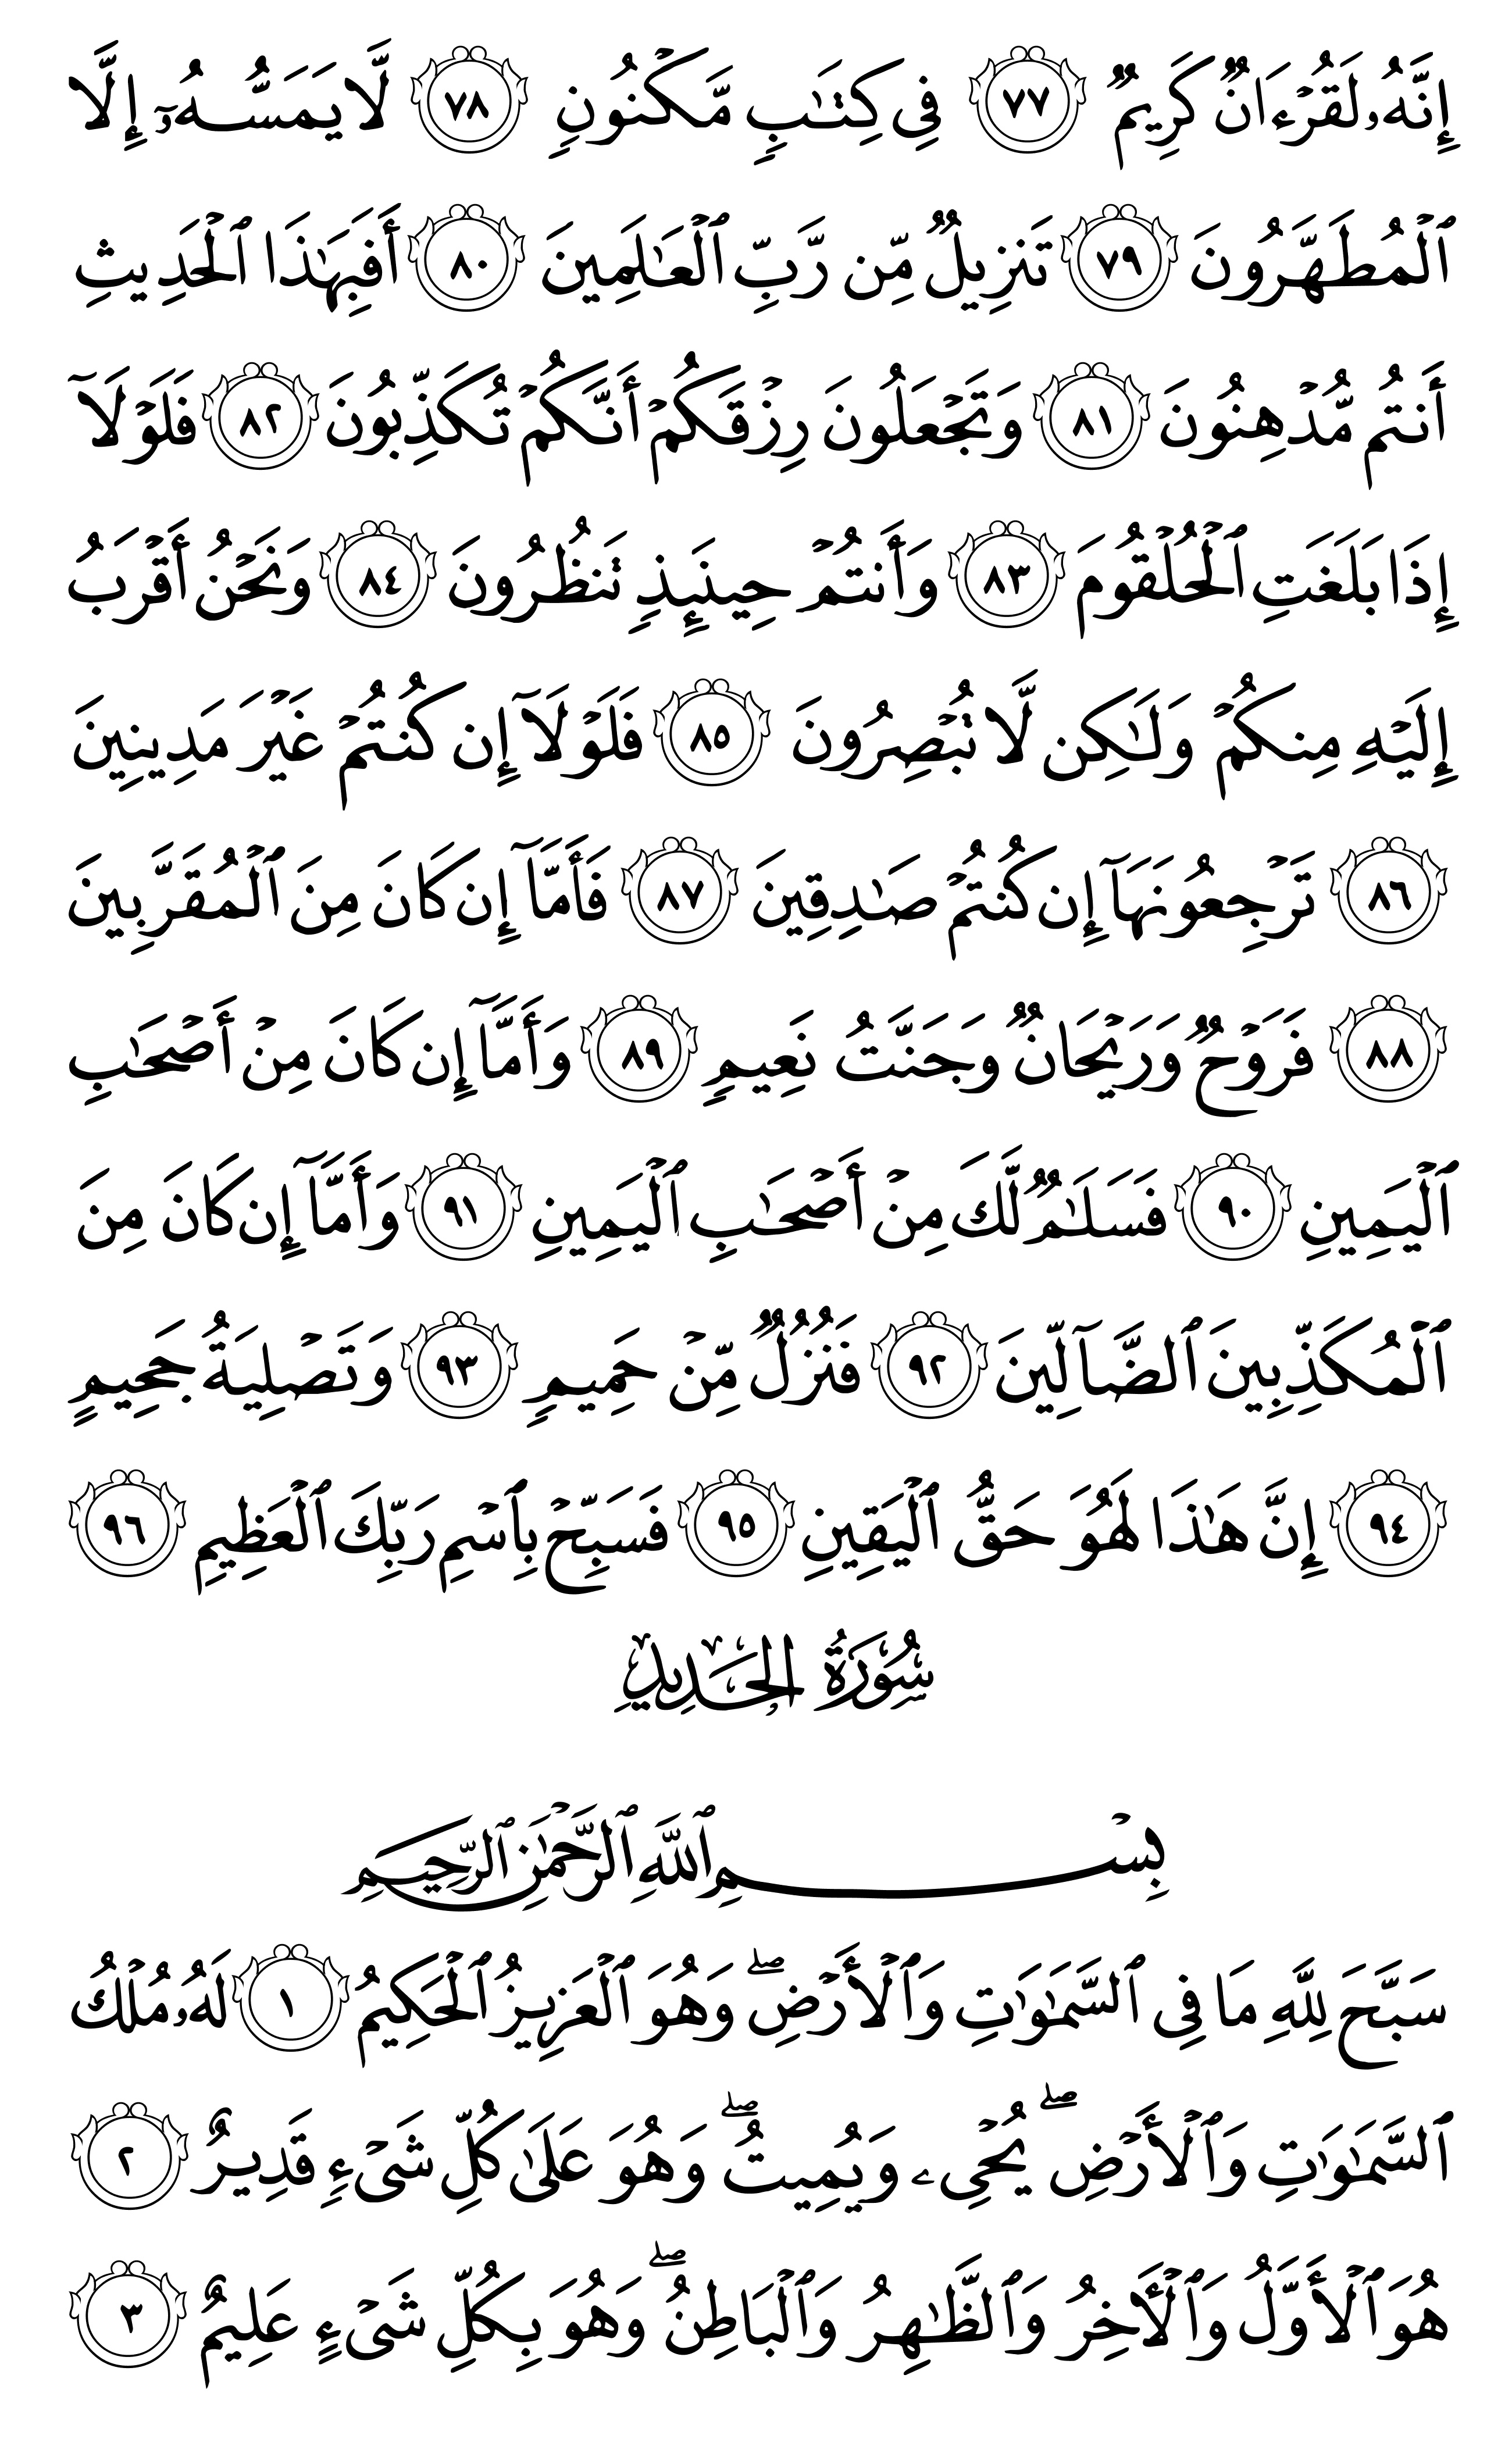 إِنَّهُۥ لَقُرْءَانٌ كَرِيمٌ ٧٧ فِى كِتَٰبٍ مَّكْنُونٍ ٧٨ لَّا يَمَسُّهُۥٓ إِلَّا
ٱلْمُطَهَّرُونَ ٧٩ تَنزِيلٌ مِّن رَّبِّ ٱلْعَٰلَمِينَ ٨٠ أَفَبِهَٰذَا ٱلْحَدِيثِ
أَنتُم مُّدْهِنُونَ ٨١ وَتَجْعَلُونَ رِزْقَكُمْ أَنَّكُمْ تُكَذِّبُونَ ٨٢ فَلَوْلَآ
إِذَا بَلَغَتِ ٱلْحُلْقُومَ ٨٣ وَأَنتُمْ حِينَئِذٍ تَنظُرُونَ ٨٤ وَنَحْنُ أَقْرَبُ
إِلَيْهِ مِنكُمْ وَلَٰكِن لَّا تُبْصِرُونَ ٨٥ فَلَوْلَآ إِن كُنتُمْ غَيْرَ مَدِينِينَ
٨٦ تَرْجِعُونَهَآ إِن كُنتُمْ صَٰدِقِينَ ٨٧ فَأَمَّآ إِن كَانَ مِنَ ٱلْمُقَرَّبِينَ
٨٨ فَرَوْحٌ وَرَيْحَانٌ وَجَنَّتُ نَعِيمٍ ٨٩ وَأَمَّآ إِن كَانَ مِنْ أَصْحَٰبِ
ٱلْيَمِينِ ٩٠ فَسَلَٰمٌ لَّكَ مِنْ أَصْحَٰبِ ٱلْيَمِينِ ٩١ وَأَمَّآ إِن كَانَ مِنَ
ٱلْمُكَذِّبِينَ ٱلضَّآلِّينَ ٩٢ فَنُزُلٌ مِّنْ حَمِيمٍ ٩٣ وَتَصْلِيَةُ جَحِيمٍ
٩٤ إِنَّ هَٰذَا لَهُوَ حَقُّ ٱلْيَقِينِ ٩٥ فَسَبِّحْ بِٱسْمِ رَبِّكَ ٱلْعَظِيمِ ٩٦
سُورَةُ الحَدِيدِ
بِسْمِ ٱللَّهِ ٱلرَّحْمَٰنِ ٱلرَّحِيمِ
سَبَّحَ لِلَّهِ مَا فِى ٱلسَّمَٰوَٰتِ وَٱلْأَرْضِۖ وَهُوَ ٱلْعَزِيزُ ٱلْحَكِيمُ ١ لَهُۥ مُلْكُ
ٱلسَّمَٰوَٰتِ وَٱلْأَرْضِۖ يُحْىِۦ وَيُمِيتُۖ وَهُوَ عَلَىٰ كُلِّ شَىْءٍ قَدِيرٌ ٢
هُوَ ٱلْأَوَّلُ وَٱلْأَخِرُ وَٱلظَّٰهِرُ وَٱلْبَاطِنُۖ وَهُوَ بِكُلِّ شَىْءٍ عَلِيمٌ ٣